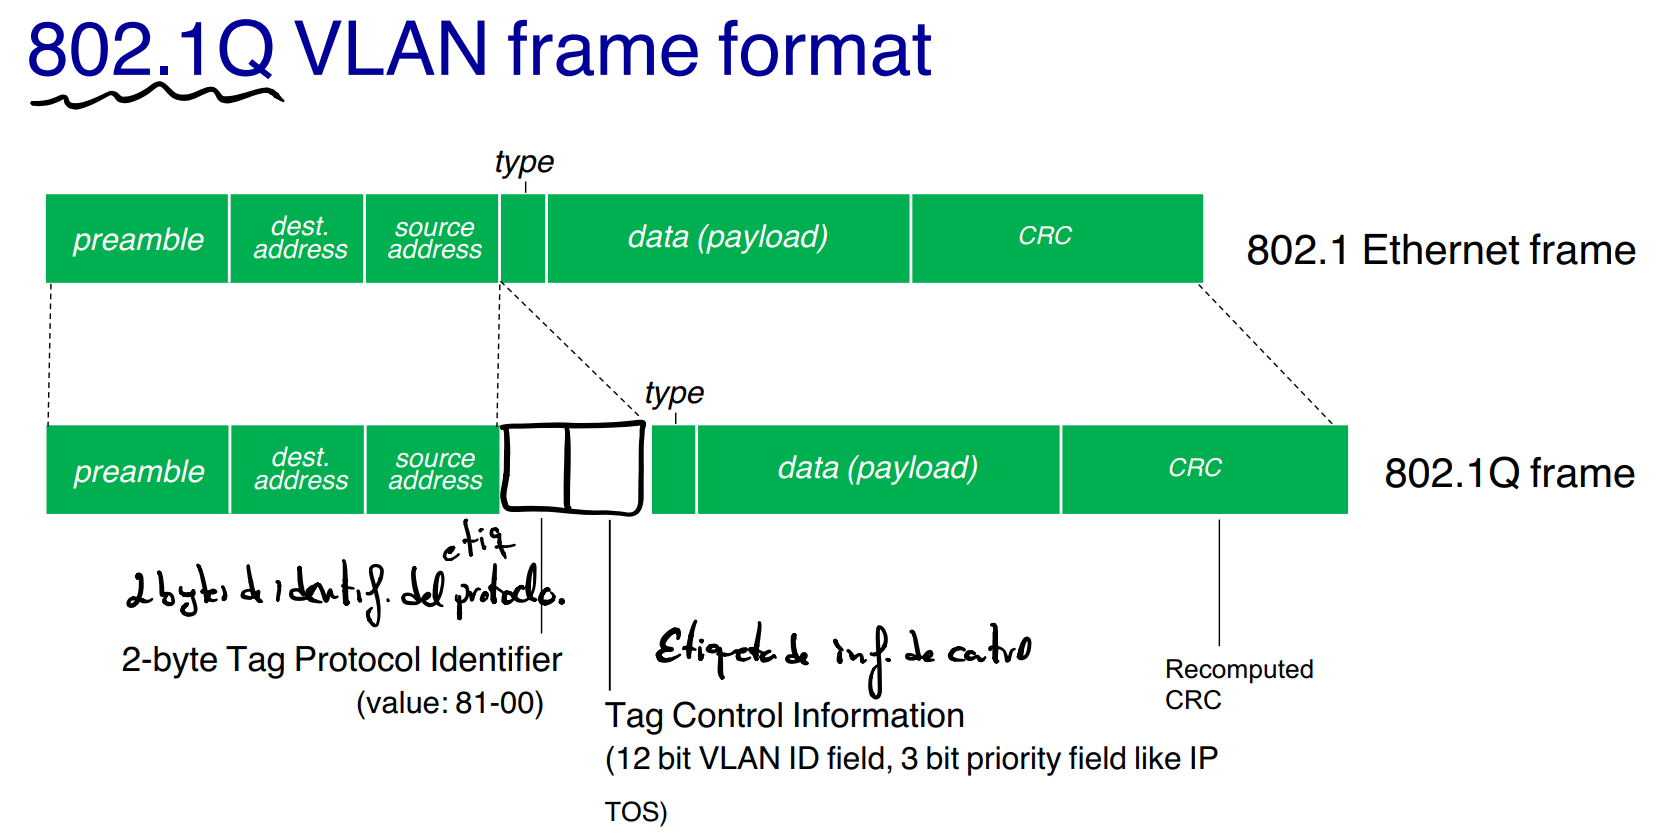 802.1Q VLAN frame format
type
preamble
dest.
address
source
address
data (payload)
CRC
802.1 Ethernet frame
type
preamble
dest.
address
source
address
data (payload)
CRC
802.1Q frame
etiq
2 bytes de identif. del protocolo.
2-byte Tag Protocol Identifier
(value: 81-00)
Etiqueta de inf. de control
Tag Control Information
(12 bit VLAN ID field, 3 bit priority field like IP
TOS)
Recomputed
CRC